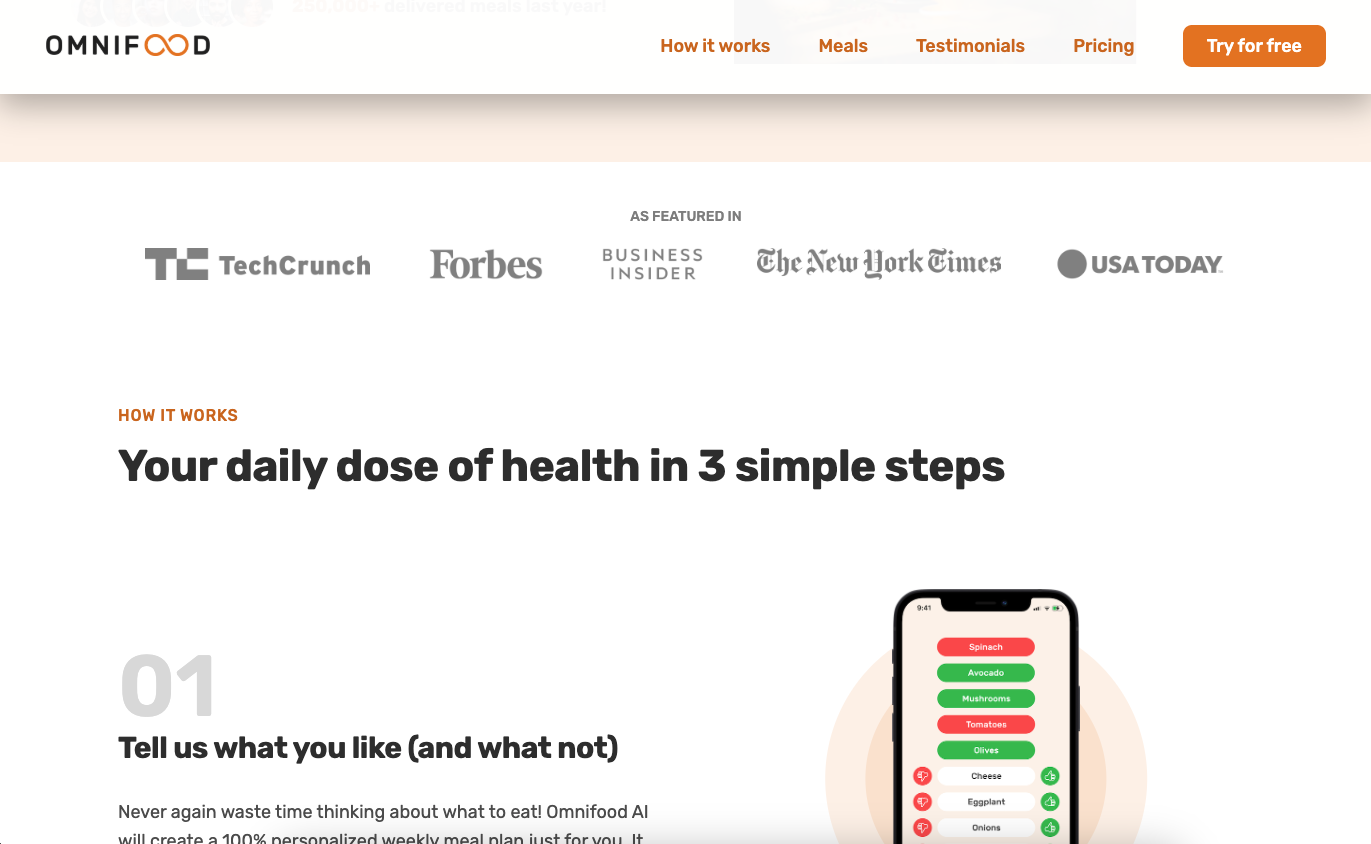 250,000+ delivered meals last year!
OMNIFOOD
How it works
Meals
Testimonials
Pricing
Try for free
AS FEATURED IN
TC TechCrunch
Forbes
BUSINESS
INSIDER
The New York Times
USA TODAY
HOW IT WORKS
Your daily dose of health in 3 simple steps
01
Tell us what you like (and what not)
Never again waste time thinking about what to eat! Omnifood AI
will create a 100% personalized weekly meal plan just for you. It
9:41
Spinach
Avocado
Mushrooms
Tomatoes
Olives
Cheese
Eggplant
Onions